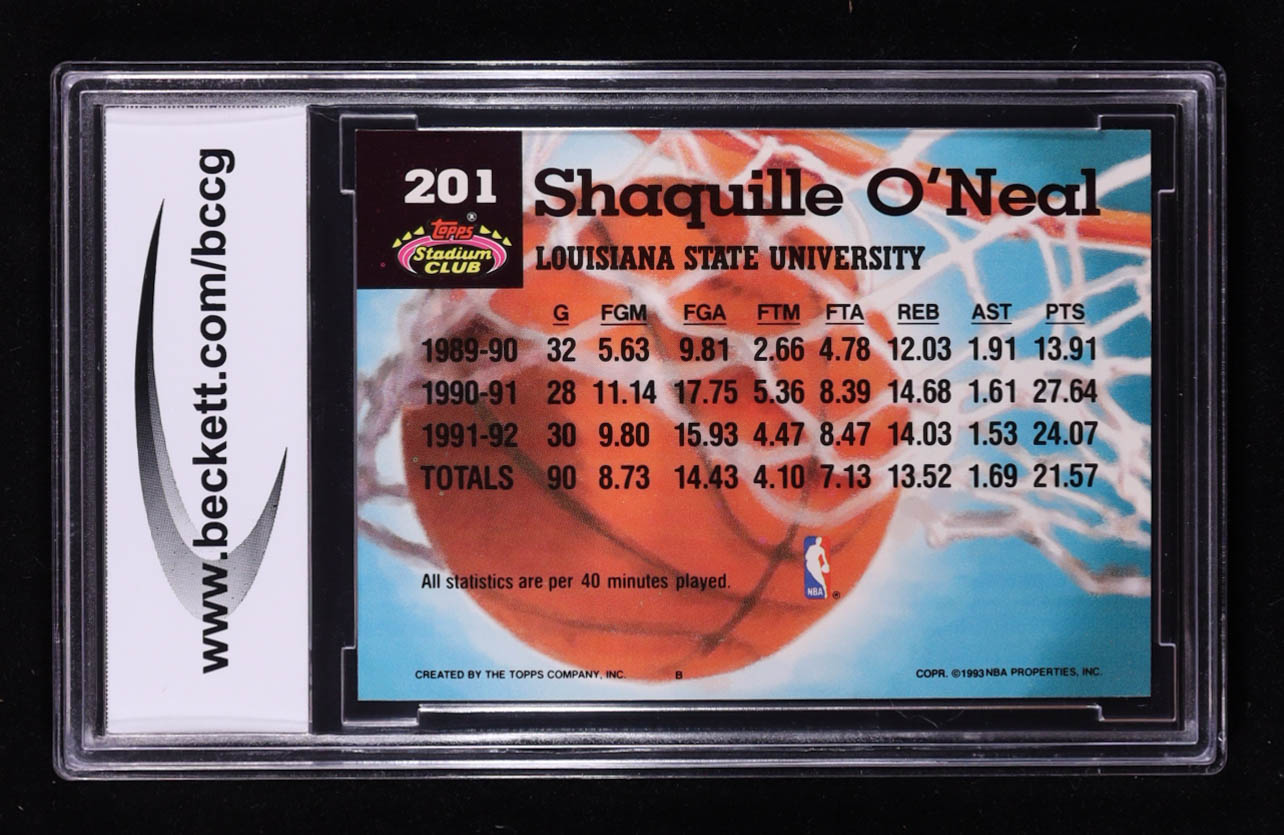 www.beckett.com/bccg
201
Topps®
Stadium
CLUB
Shaquille O'Neal
LOUISIANA STATE UNIVERSITY
G FGM FGA FTM FTA REB AST PTS
1989-90 32 5.63 9.81 2.66 4.78 12.03 1.91 13.91
1990-91 28 11.14 17.75 5.36 8.39 14.68 1.61 27.64
1991-92 30 9.80 15.93 4.47 8.47 14.03 1.53 24.07
TOTALS 90 8.73 14.43 4.10 7.13 13.52 1.69 21.57
All statistics are per 40 minutes played.
NBA ®
CREATED BY THE TOPPS COMPANY, INC. B COPR. ©1993 NBA PROPERTIES, INC.